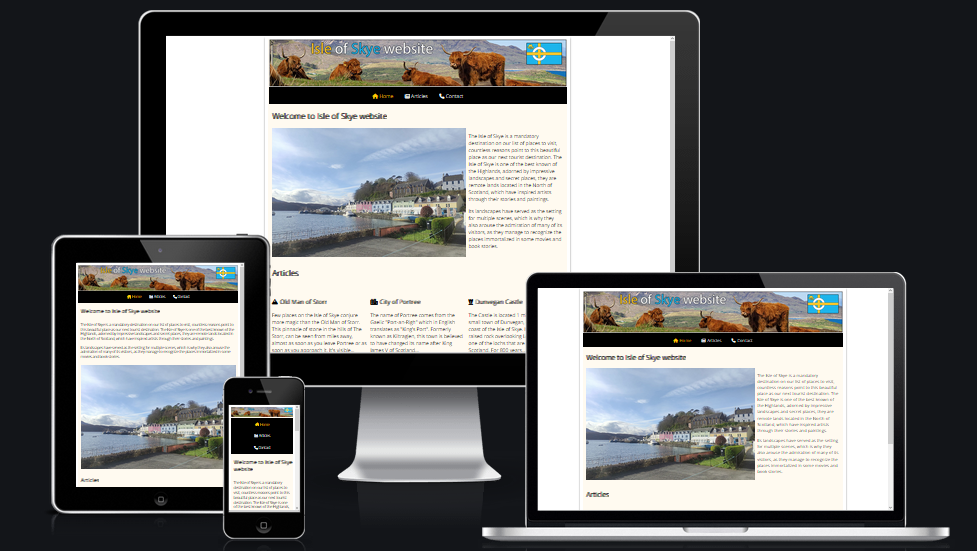 Isle of Skye website
Home Articles Contact
Welcome to Isle of Skye website
The Isle of Skye is a mandatory
destination on our list of places to visit,
countless reasons point to this beautiful
place as our next tourist destination. The
Isle of Skye is one of the best known of
the Highlands, adorned by impressive
landscapes and secret places, they are
remote lands located in the North of
Scotland, which have inspired artists
through their stories and paintings.
Its landscapes have served as the setting
for multiple scenes, which is why they
also arouse the admiration of many of its
visitors, as they manage to recognize the
places immortalized in some movies and
book stories.
Articles
Old Man of Storr
Few places on the Isle of Skye conjure
more magic than the Old Man of Storr.
This pinnacle of stone in the hills of The
Storr, can be seen from miles away,
almost as soon as you leave Portree or as
soon as you approach it. It's visible...
City of Portree
The name of Portree comes from the
Gaelic "Port-an-Righ" which in English
translates as "King's Port". Formerly
known as Kiltraglen, this town is believed
to have changed its name after King
James V of Scotland...
Dunvegan Castle
The Castle is located 1 m
small town of Dunvegan,
coast of the Isle of Skye.
on a rock overlooking
one of the lochs that are
Scotland. For 800 years
Isle of Skye website
Home Articles Contact
Welcome to Isle of Skye website
The Isle of Skye is a mandatory destination on our list of places to visit, countless reasons point to
this beautiful place as our next tourist destination. The Isle of Skye is one of the best known of the
Highlands, adorned by impressive landscapes and secret places, they are remote lands located in
the North of Scotland, which have inspired artists through their stories and paintings.
Its landscapes have served as the setting for multiple scenes, which is why they also arouse the
admiration of many of its visitors, as they manage to recognize the places immortalized in some
movies and book stories.
Articles
Home
Articles
Contact
Welcome to Isle of Skye
website
The Isle of Skye is a mandatory
destination on our list of places to
visit, countless reasons point to this
beautiful place as our next tourist
destination. The Isle of Skye is one
of the best known of the Highlands,
Isle of Skye website
Home Articles Contact
Welcome to Isle of Skye website
The Isle of Skye is a mandatory
destination on our list of places to visit,
countless reasons point to this beautiful
place as our next tourist destination. The
Isle of Skye is one of the best known of
the Highlands, adorned by impressive
landscapes and secret places, they are
remote lands located in the North of
Scotland, which have inspired artists
through their stories and paintings.
Its landscapes have served as the setting
for multiple scenes, which is why they
also arouse the admiration of many of its
visitors, as they manage to recognize the
places immortalized in some movies and
book stories.
Articles